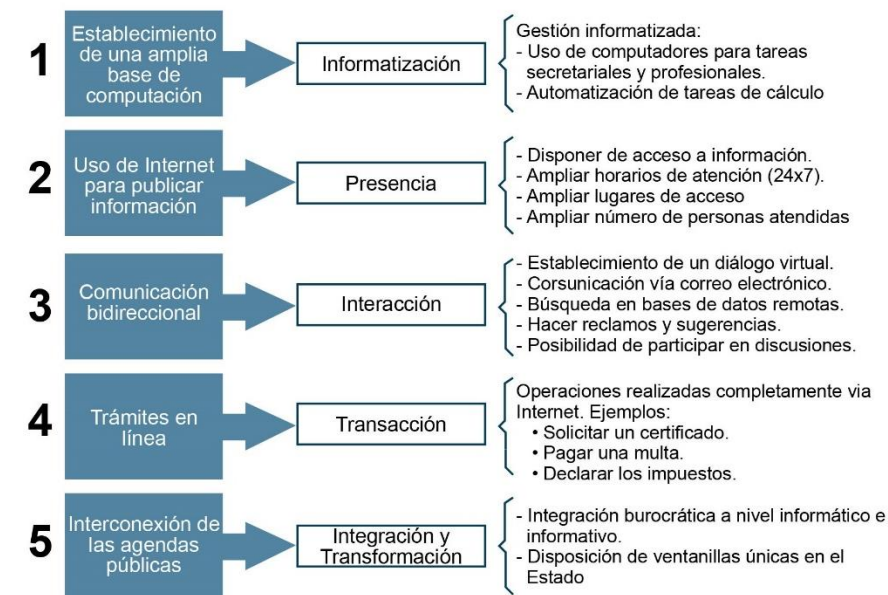 1
Establecimiento
de una amplia
base de
computación
Informatización
Gestión informatizada:
- Uso de computadores para tareas
secretariales y profesionales.
- Automatización de tareas de cálculo
2
Uso de Internet
para publicar
información
Presencia
- Disponer de acceso a información.
- Ampliar horarios de atención (24x7).
- Ampliar lugares de acceso
- Ampliar número de personas atendidas
3
Comunicación
bidireccional
Interacción
- Establecimiento de un diálogo virtual.
- Corsunicación vía correo electrónico.
- Búsqueda en bases de datos remotas.
- Hacer reclamos y sugerencias.
- Posibilidad de participar en discusiones.
4
Trámites en
línea
Transacción
Operaciones realizadas completamente via
Internet. Ejemplos:
• Solicitar un certificado.
• Pagar una multa.
• Declarar los impuestos.
5
Interconexión de
las agendas
públicas
Integración y
Transformación
- Integración burocrática a nivel informático e
informativo.
- Disposición de ventanillas únicas en el
Estado